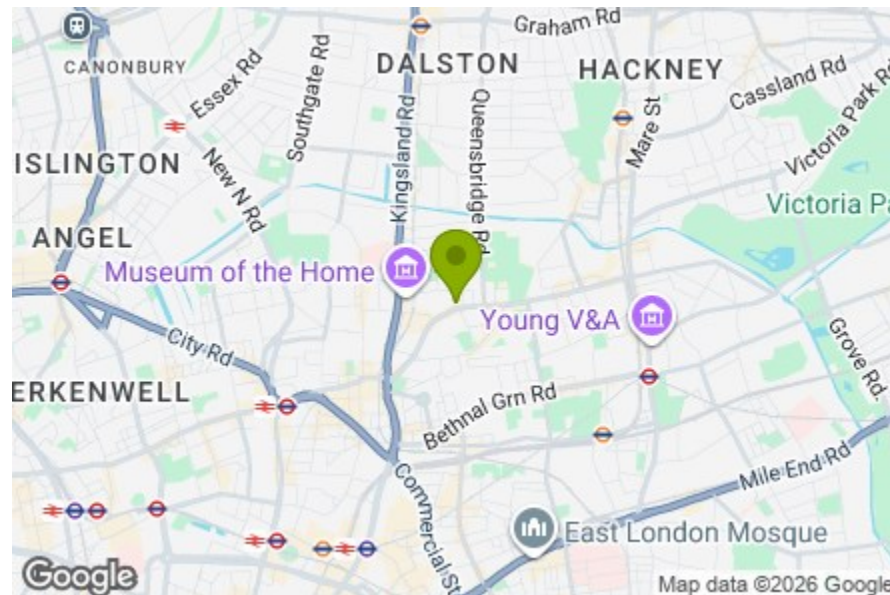 Graham Rd
CANONBURY
Essex Rd
Southgate Rd
DALSTON
HACKNEY
Cassland Rd
Kingsland Rd
Queensbridge Rd
Mare St
Victoria Park Rd
ISLINGTON
New N Rd
Victoria Pa
ANGEL
Museum of the Home
Young V&A
City Rd
Grove Rd.
ERKENWELL
Bethnal Grn Rd
Commercial St
Mile End Rd
East London Mosque
Google
Map data ©2026 Google